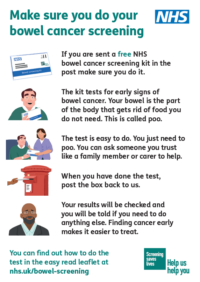 Make sure you do your
bowel cancer screening
NHS
If you are sent a free NHS
bowel cancer screening kit in the
post make sure you do it.
The kit tests for early signs of
bowel cancer. Your bowel is the part
of the body that gets rid of food you
do not need. This is called poo.
The test is easy to do. You just need to
poo. You can ask someone you trust
like a family member or carer to help.
When you have done the test,
post the box back to us.
Your results will be checked and
you will be told if you need to do
anything else. Finding cancer early
makes it easier to treat.
You can find out how to do the
test in the easy read leaflet at
nhs.uk/bowel-screening
Screening
saves
lives
Help us
help you